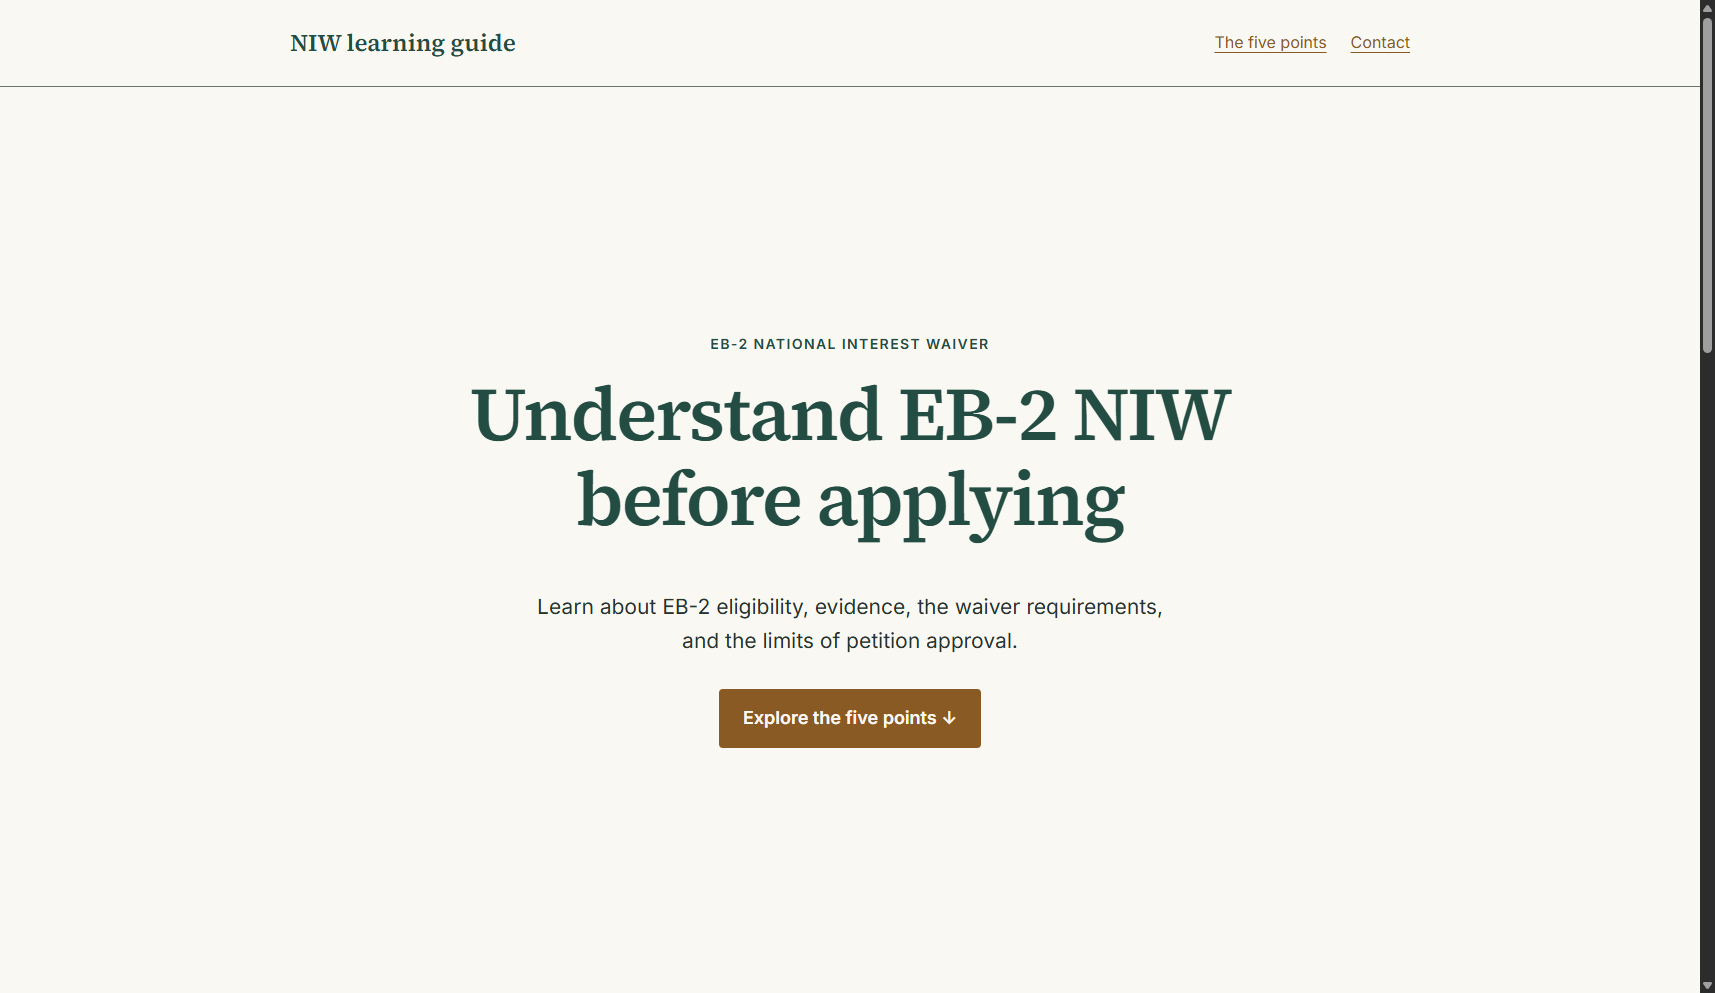 NIW learning guide
The five points
Contact
EB-2 NATIONAL INTEREST WAIVER
Understand EB-2 NIW
before applying
Learn about EB-2 eligibility, evidence, the waiver requirements,
and the limits of petition approval.
Explore the five points ↓